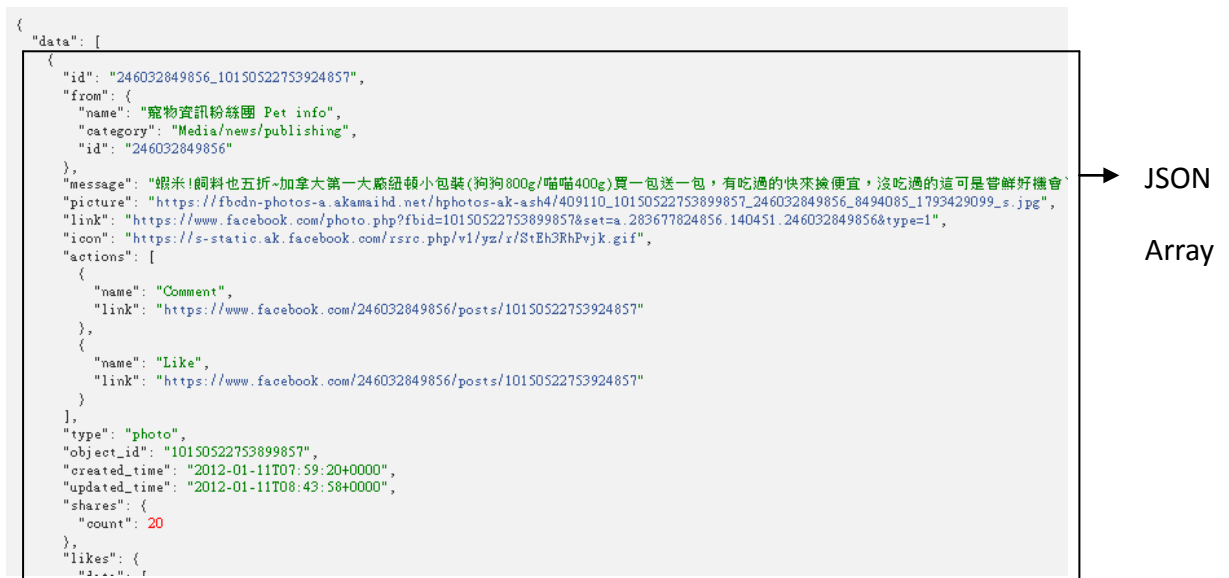 {
"data": [
{
"id": "246032849856_10150522753924857",
"from": {
"name": "寵物資訊粉絲團 Pet info",
"category": "Media/news/publishing",
"id": "246032849856"
},
"message": "蝦米!飼料也五折~加拿大第一大廠紐頓小包裝(狗狗800g/喵喵400g)買一包送一包，有吃過的快來撿便宜，沒吃過的這可是嘗鮮好機會
"picture": "https://fbcdn-photos-a.akamaihd.net/hphotos-ak-ash4/409110_10150522753899857_246032849856_8494085_1793429099_s.jpg",
"link": "https://www.facebook.com/photo.php?fbid=10150522753899857&set=a.283677824856.140451.246032849856&type=1",
"icon": "https://s-static.ak.facebook.com/rsrc.php/v1/yz/r/StEh3RhPvjk.gif",
"actions": [
{
"name": "Comment",
"link": "https://www.facebook.com/246032849856/posts/10150522753924857"
},
{
"name": "Like",
"link": "https://www.facebook.com/246032849856/posts/10150522753924857"
}
],
"type": "photo",
"object_id": "10150522753899857",
"created_time": "2012-01-11T07:59:20+0000",
"updated_time": "2012-01-11T08:43:58+0000",
"shares": {
"count": 20
},
"likes": {
JSON
Array